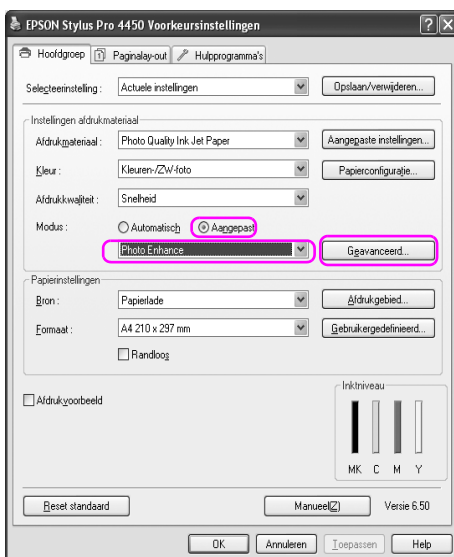 EPSON Stylus Pro 4450 Voorkeursinstellingen
Hoofdgroep Paginalay-out Hulpprogramma's
Selecteerinstelling : Actuele instellingen Opslaan/verwijderen...
Instellingen afdrukmateriaal
Afdrukmateriaal : Photo Quality Ink Jet Paper Aangepaste instellingen...
Kleur : Kleuren-/ZW-foto Papierconfiguratie...
Afdrukkwaliteit : Snelheid
Modus : Automatisch Aangepast
Photo Enhance Geavanceerd...
Papierinstellingen
Bron : Papierlade Afdrukgebied...
Formaat : A4 210 x 297 mm Gebruikergedefinieerd...
Randloos
Afdrukvoorbeeld
Inktniveau
MK C M Y
Reset standaard Manueel(Z) Versie 6.50
OK Annuleren Toepassen Help